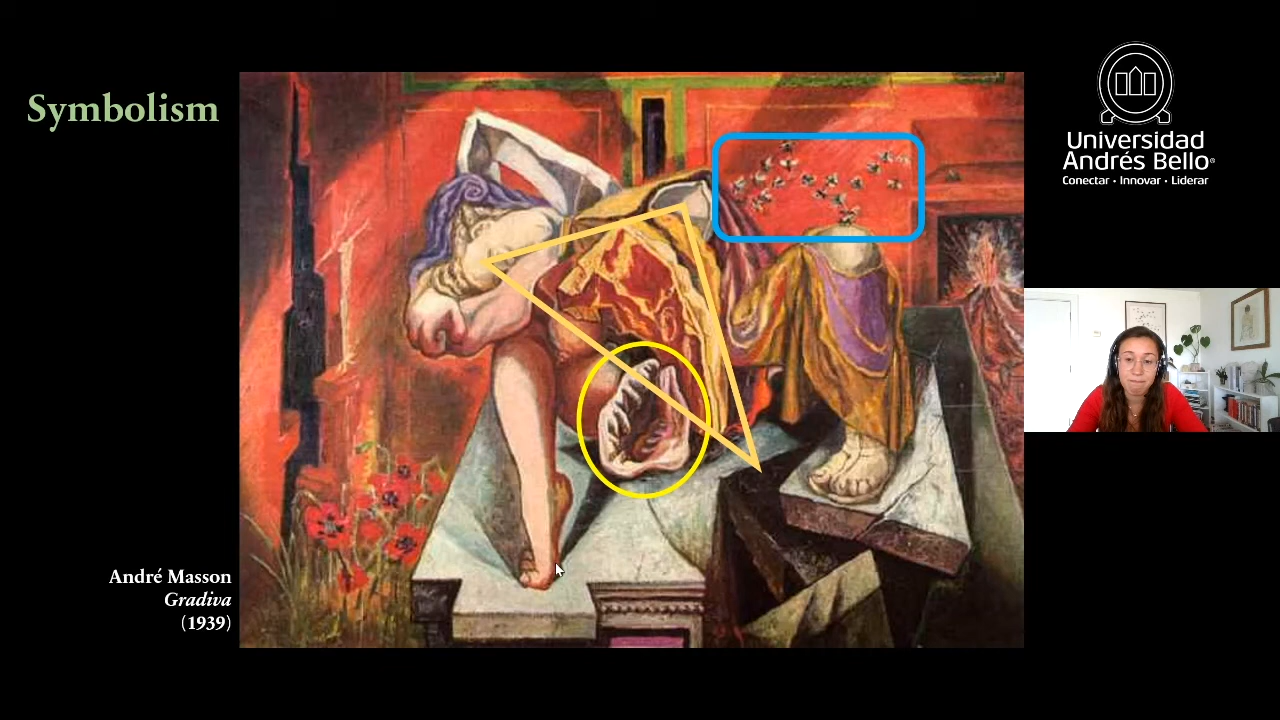 Symbolism
André Masson
Gradiva
(1939)
Universidad
Andrés Bello®
Conectar • Innovar • Liderar